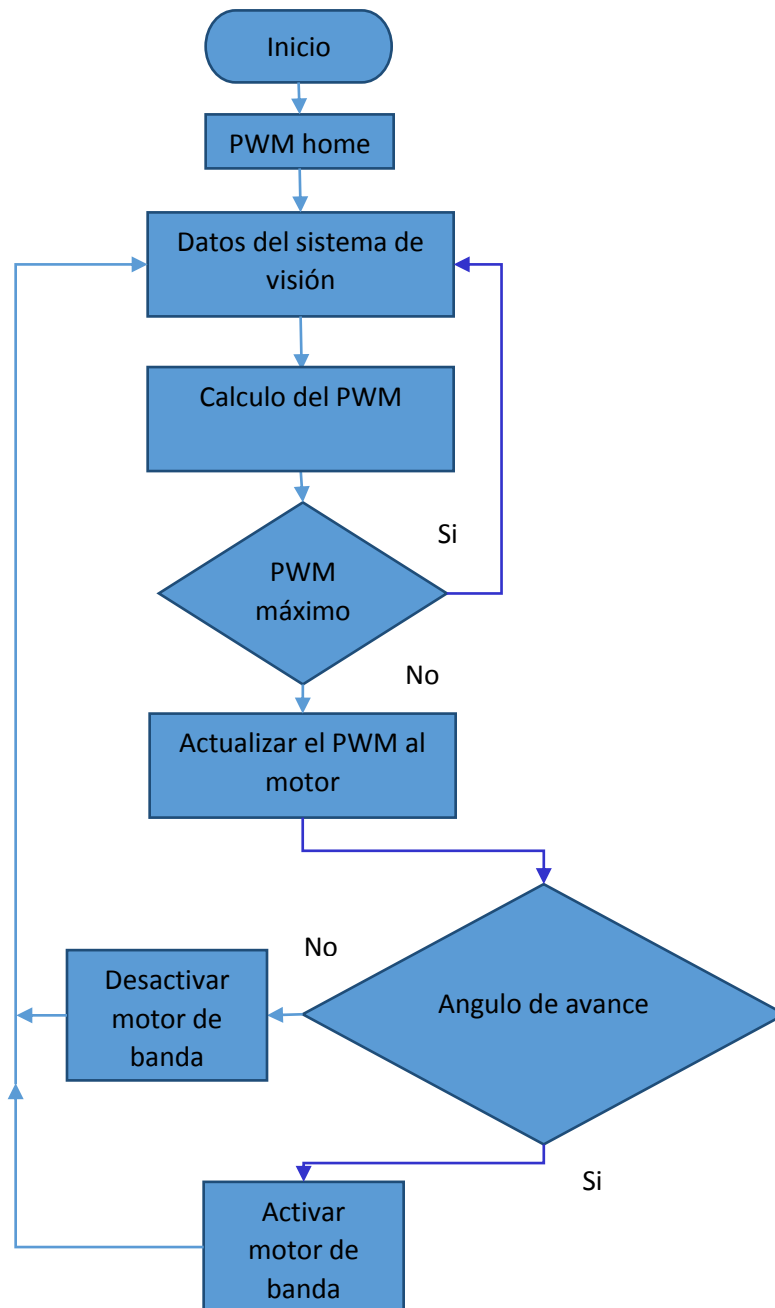 Inicio
PWM home
Datos del sistema de
visión
Calculo del PWM
Si
PWM
máximo
No
Actualizar el PWM al
motor
No
Angulo de avance
Desactivar
motor de
banda
Si
Activar
motor de
banda